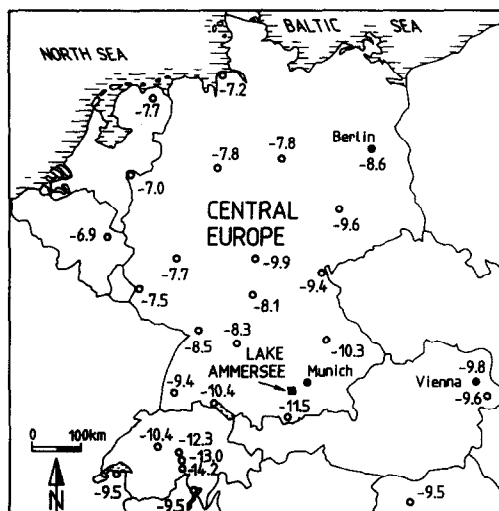 BALTIC SEA
NORTH SEA
-7.2
-7.7
-7.8
-7.8
Berlin
-8.6
-7.0
CENTRAL
EUROPE
-9.6
-6.9
-7.7
-9.9
-9.4
-7.5
-8.1
-8.3
-8.5
-10.3
LAKE
AMMERSEE
Munich
-9.8
Vienna
-9.6
-9.4
-10.4
-11.5
0 100km
-10.4
-12.3
-13.0
-14.2
-9.5
-9.5
-9.5
N